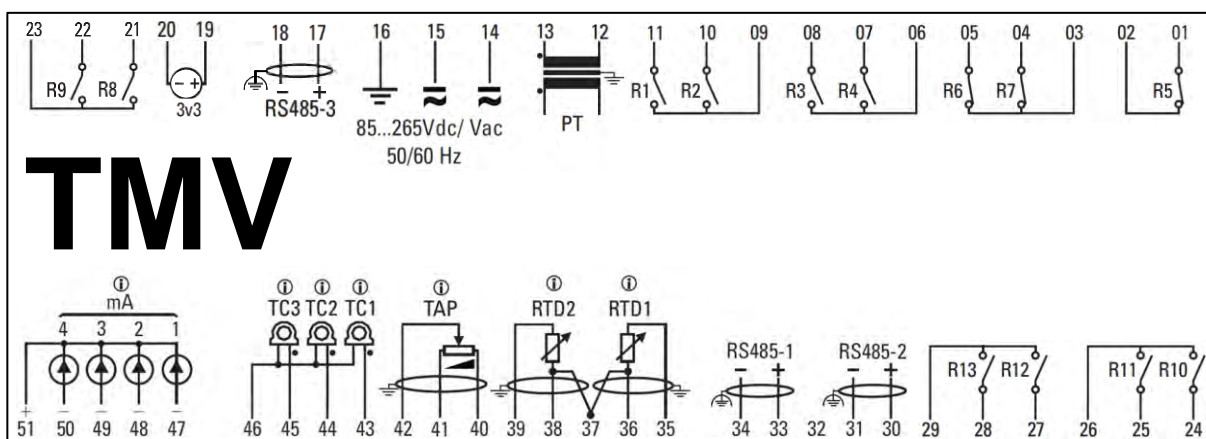 23 22 21 20 19 18 17 16 15 14 13 12 11 10 09 08 07 06 05 04 03 02 01
R9 R8 - + R1 R2 R3 R4 R6 R7 R5
3v3 - + RS485-3 PT
85...265Vdc/ Vac
50/60 Hz
TMV
i i i i i i i i
mA TC3 TC2 TC1 TAP RTD2 RTD1
4 3 2 1
RS485-1 RS485-2
- + - + R13 R12 R11 R10
+ - - - -
51 50 49 48 47 46 45 44 43 42 41 40 39 38 37 36 35 34 33 32 31 30 29 28 27 26 25 24